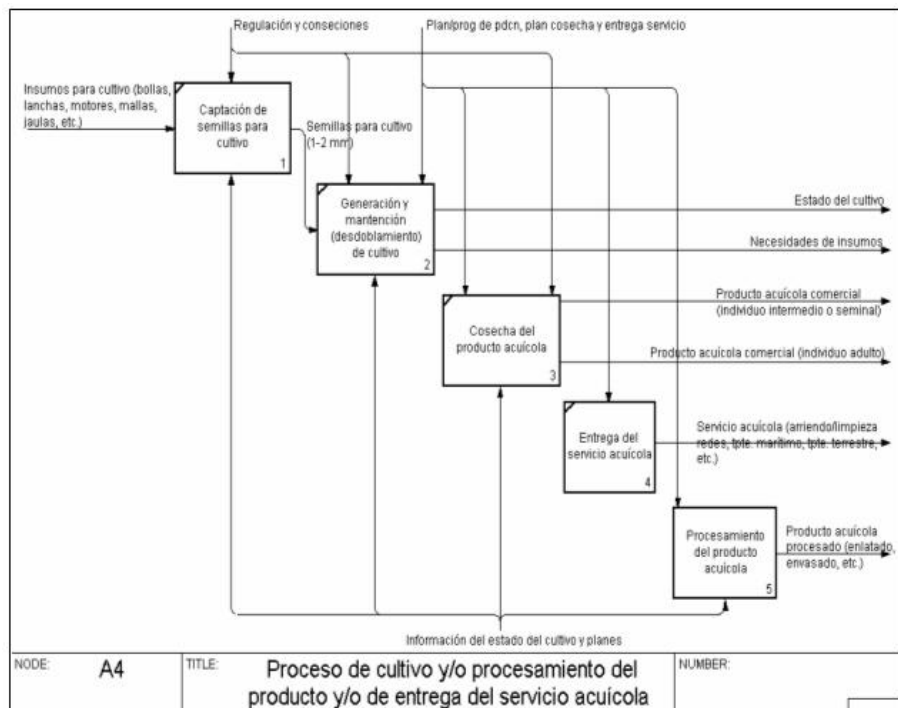 Regulación y conseciones
Plan/prog de pdcn, plan cosecha y entrega servicio
Insumos para cultivo (bollas,
lanchas, motores, mallas,
jaulas, etc.)
Captación de
semillas para
cultivo
1
Semillas para cultivo
(1-2 mm)
Generación y
mantención
(desdoblamiento)
de cultivo
2
Estado del cultivo
Necesidades de insumos
Cosecha del
producto acuícola
3
Producto acuícola comercial
(individuo intermedio o seminal)
Producto acuícola comercial (individuo adulto)
Entrega del
servicio acuícola
4
Servicio acuícola (arriendo/limpieza
redes, tpte. marítimo, tpte. terrestre,
etc.)
Procesamiento
del producto
acuícola
5
Producto acuícola
procesado (enlatado,
envasado, etc.)
Información del estado del cultivo y planes
NODE:
A4
TITLE:
Proceso de cultivo y/o procesamiento del
producto y/o de entrega del servicio acuícola
NUMBER: